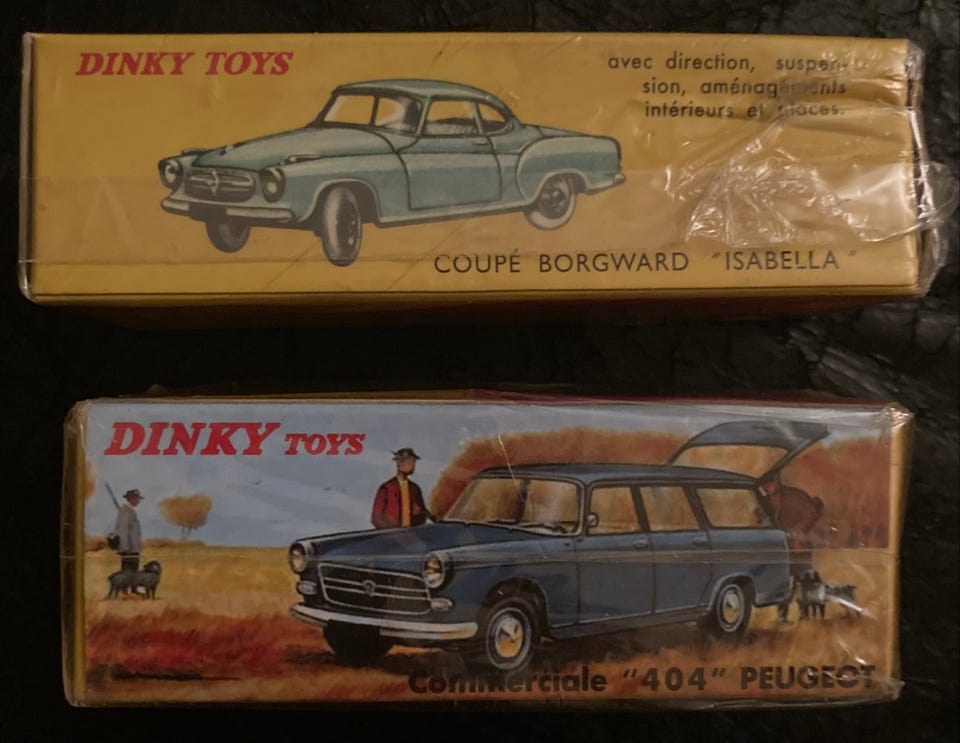 DINKY TOYS
avec direction, suspen-
sion, aménagements
intérieurs et glaces.
COUPÉ BORGWARD "ISABELLA"
DINKY TOYS
Commerciale "404" PEUGEOT